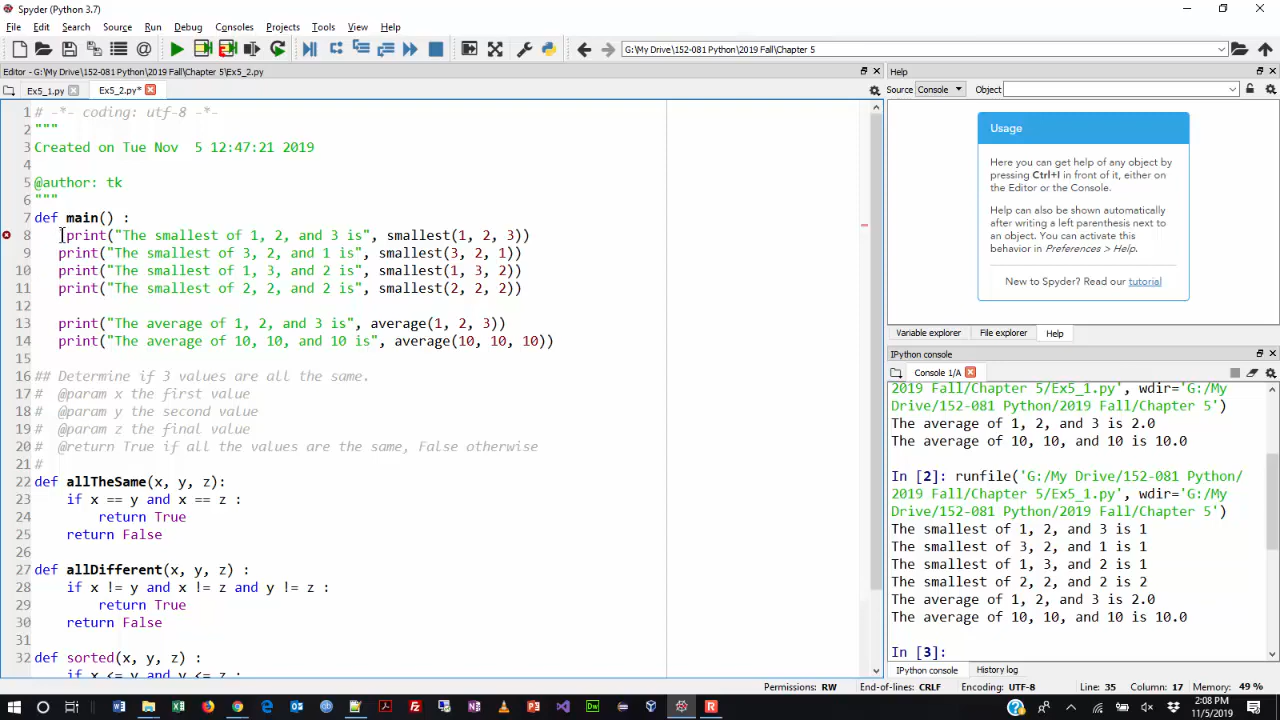 Spyder (Python 3.7)
File Edit Search Source Run Debug Consoles Projects Tools View Help
G:\My Drive\152-081 Python\2019 Fall\Chapter 5
Editor - G:\My Drive\152-081 Python\2019 Fall\Chapter 5\Ex5_2.py
Ex5_1.py Ex5_2.py*
1 # -*- coding: utf-8 -*-
2 """
3 Created on Tue Nov  5 12:47:21 2019
4
5 @author: tk
6 """
7 def main() :
8 print("The smallest of 1, 2, and 3 is", smallest(1, 2, 3))
9 print("The smallest of 3, 2, and 1 is", smallest(3, 2, 1))
10 print("The smallest of 1, 3, and 2 is", smallest(1, 3, 2))
11 print("The smallest of 2, 2, and 2 is", smallest(2, 2, 2))
12
13 print("The average of 1, 2, and 3 is", average(1, 2, 3))
14 print("The average of 10, 10, and 10 is", average(10, 10, 10))
15
16 ## Determine if 3 values are all the same.
17 #  @param x the first value
18 #  @param y the second value
19 #  @param z the final value
20 #  @return True if all the values are the same, False otherwise
21 #
22 def allTheSame(x, y, z):
23 if x == y and x == z :
24 return True
25 return False
26
27 def allDifferent(x, y, z) :
28 if x != y and x != z and y != z :
29 return True
30 return False
31
32 def sorted(x, y, z) :
if x <= y and y <= z :
Help
Source Console Object
Usage
Here you can get help of any object by
pressing Ctrl+I in front of it, either on
the Editor or the Console.
Help can also be shown automatically
after writing a left parenthesis next to
an object. You can activate this
behavior in Preferences > Help.
New to Spyder? Read our tutorial
Variable explorer File explorer Help
IPython console
Console 1/A
2019 Fall/Chapter 5/Ex5_1.py', wdir='G:/My
Drive/152-081 Python/2019 Fall/Chapter 5')
The average of 1, 2, and 3 is 2.0
The average of 10, 10, and 10 is 10.0
In [2]: runfile('G:/My Drive/152-081 Python/
2019 Fall/Chapter 5/Ex5_1.py', wdir='G:/My
Drive/152-081 Python/2019 Fall/Chapter 5')
The smallest of 1, 2, and 3 is 1
The smallest of 3, 2, and 1 is 1
The smallest of 1, 3, and 2 is 1
The smallest of 2, 2, and 2 is 2
The average of 1, 2, and 3 is 2.0
The average of 10, 10, and 10 is 10.0
In [3]:
IPython console History log
Permissions: RW End-of-lines: CRLF Encoding: UTF-8 Line: 35 Column: 17 Memory: 49 %
2:08 PM
11/5/2019